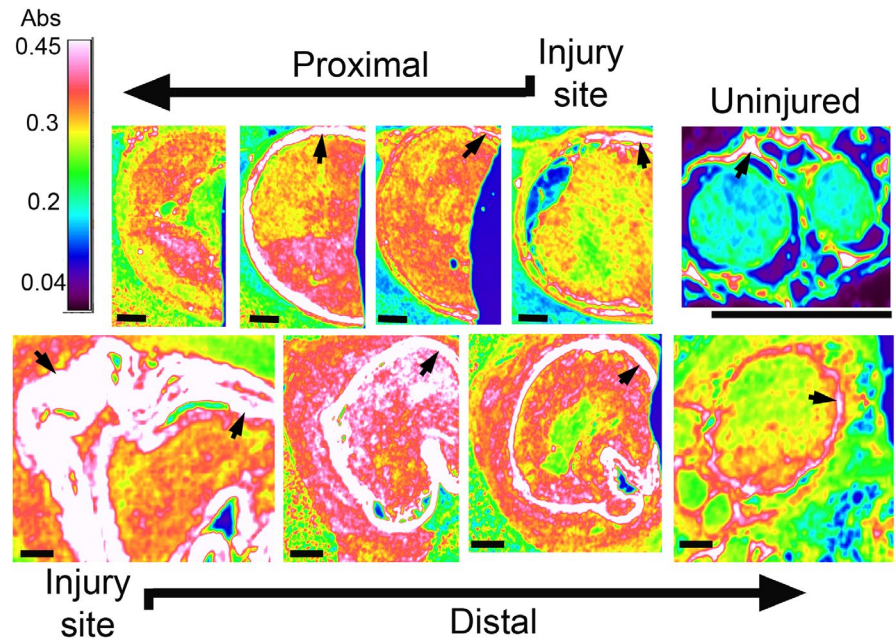 Abs
0.45
0.3
0.2
0.04
Proximal
Injury
site
Uninjured
Injury
site
Distal